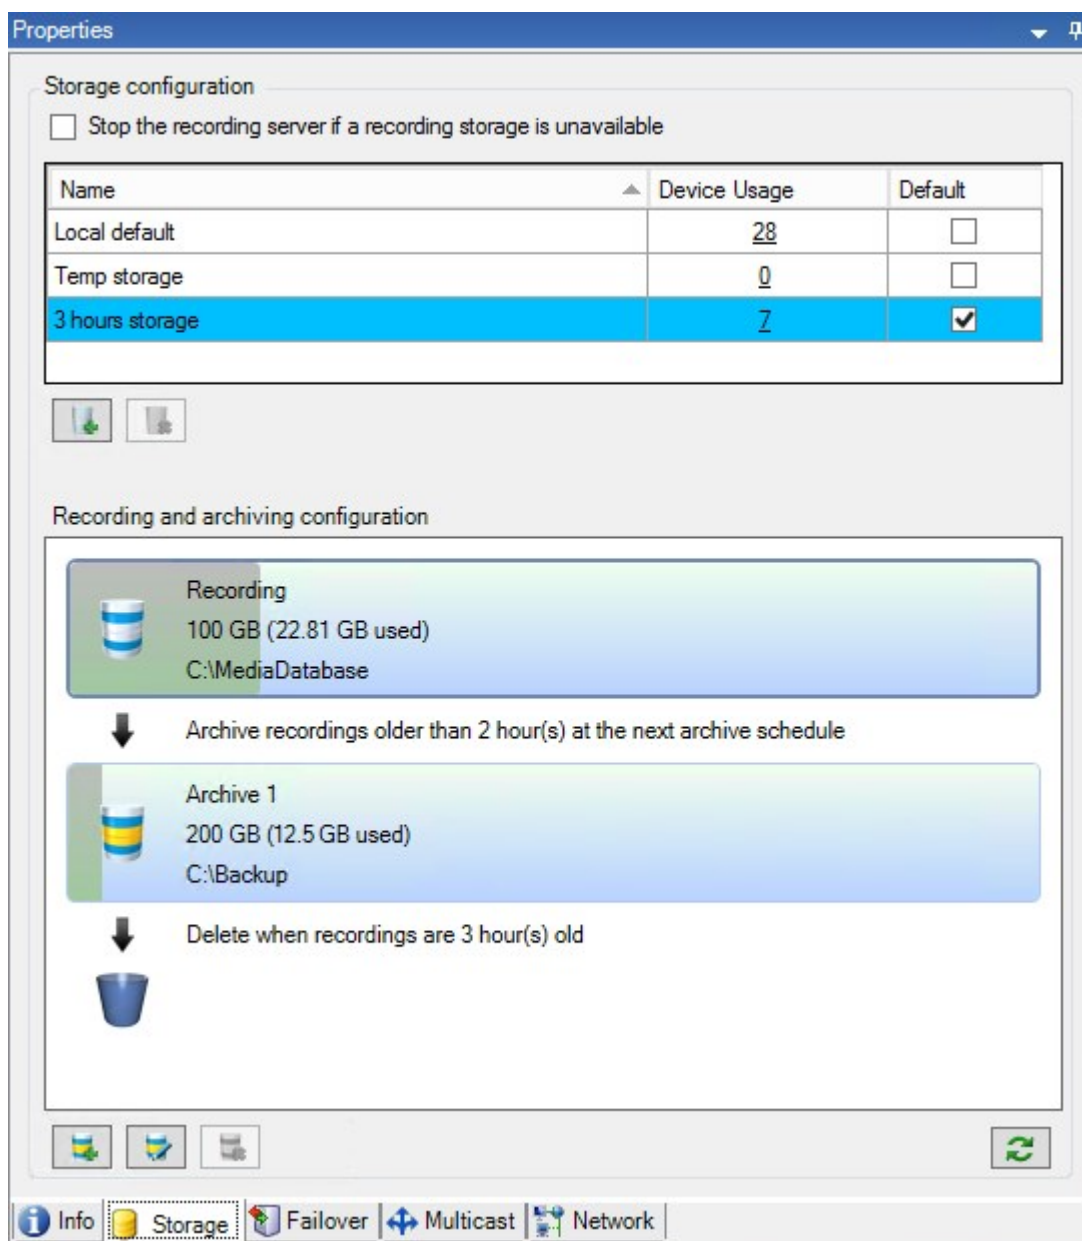 Properties
Storage configuration
Stop the recording server if a recording storage is unavailable
Name Device Usage Default
Local default 28
Temp storage 0
3 hours storage 7
Recording and archiving configuration
Recording
100 GB (22.81 GB used)
C:\MediaDatabase
Archive recordings older than 2 hour(s) at the next archive schedule
Archive 1
200 GB (12.5 GB used)
C:\Backup
Delete when recordings are 3 hour(s) old
Info Storage Failover Multicast Network